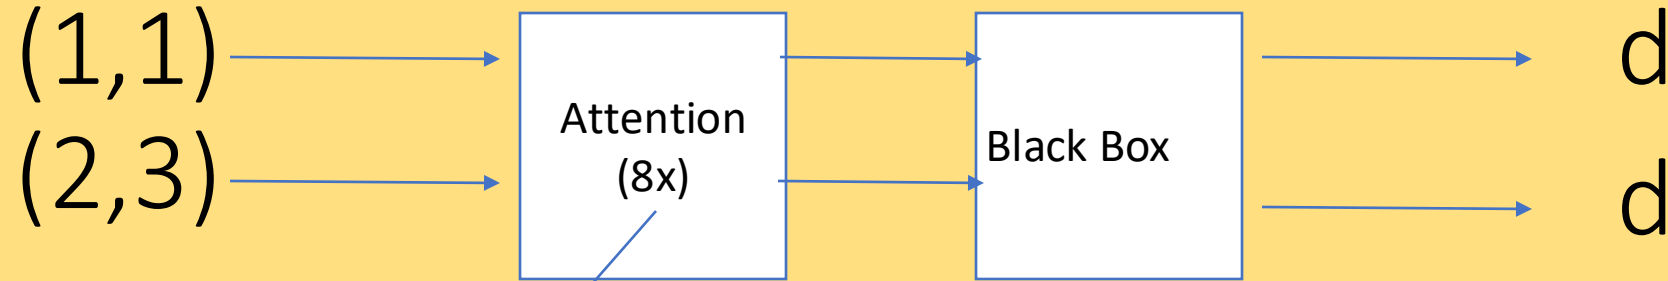 (1,1)
(2,3)
Attention
(8x)
Black Box
d
d